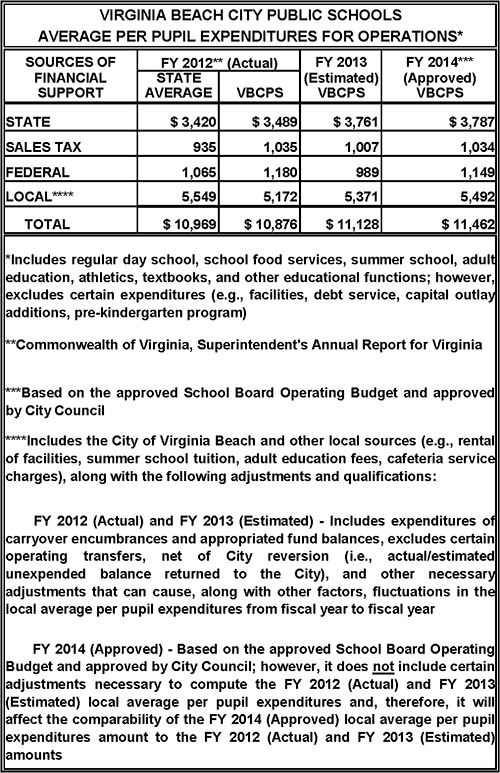 VIRGINIA BEACH CITY PUBLIC SCHOOLS
AVERAGE PER PUPIL EXPENDITURES FOR OPERATIONS*
SOURCES OF FINANCIAL SUPPORT | FY 2012** (Actual) STATE AVERAGE | FY 2012** (Actual) VBCPS | FY 2013 (Estimated) VBCPS | FY 2014*** (Approved) VBCPS
STATE $ 3,420 $ 3,489 $ 3,761 $ 3,787
SALES TAX 935 1,035 1,007 1,034
FEDERAL 1,065 1,180 989 1,149
LOCAL**** 5,549 5,172 5,371 5,492
TOTAL $ 10,969 $ 10,876 $ 11,128 $ 11,462
*Includes regular day school, school food services, summer school, adult
education, athletics, textbooks, and other educational functions; however,
excludes certain expenditures (e.g., facilities, debt service, capital outlay
additions, pre-kindergarten program)
**Commonwealth of Virginia, Superintendent's Annual Report for Virginia
***Based on the approved School Board Operating Budget and approved
by City Council
****Includes the City of Virginia Beach and other local sources (e.g., rental
of facilities, summer school tuition, adult education fees, cafeteria service
charges), along with the following adjustments and qualifications:
FY 2012 (Actual) and FY 2013 (Estimated) - Includes expenditures of
carryover encumbrances and appropriated fund balances, excludes certain
operating transfers, net of City reversion (i.e., actual/estimated
unexpended balance returned to the City), and other necessary
adjustments that can cause, along with other factors, fluctuations in the
local average per pupil expenditures from fiscal year to fiscal year
FY 2014 (Approved) - Based on the approved School Board Operating
Budget and approved by City Council; however, it does not include certain
adjustments necessary to compute the FY 2012 (Actual) and FY 2013
(Estimated) local average per pupil expenditures and, therefore, it will
affect the comparability of the FY 2014 (Approved) local average per pupil
expenditures amount to the FY 2012 (Actual) and FY 2013 (Estimated)
amounts